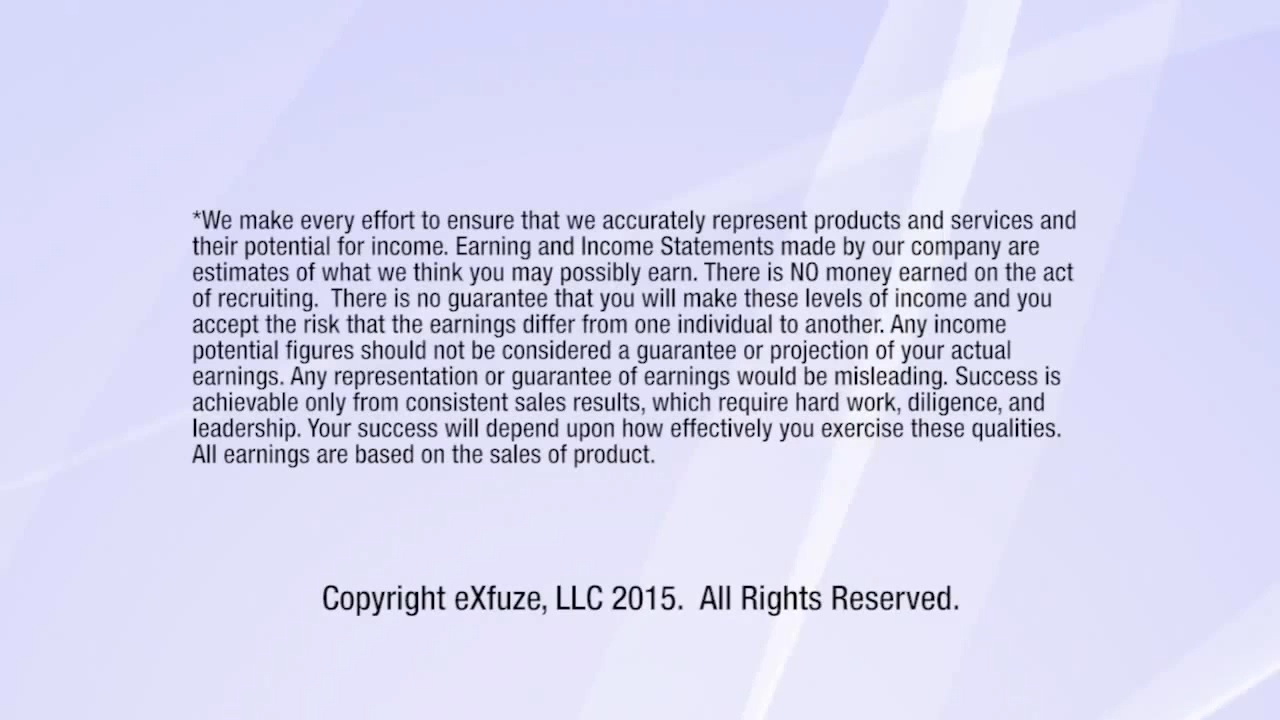 *We make every effort to ensure that we accurately represent products and services and
their potential for income. Earning and Income Statements made by our company are
estimates of what we think you may possibly earn. There is NO money earned on the act
of recruiting.  There is no guarantee that you will make these levels of income and you
accept the risk that the earnings differ from one individual to another. Any income
potential figures should not be considered a guarantee or projection of your actual
earnings. Any representation or guarantee of earnings would be misleading. Success is
achievable only from consistent sales results, which require hard work, diligence, and
leadership. Your success will depend upon how effectively you exercise these qualities.
All earnings are based on the sales of product.
Copyright eXfuze, LLC 2015.  All Rights Reserved.